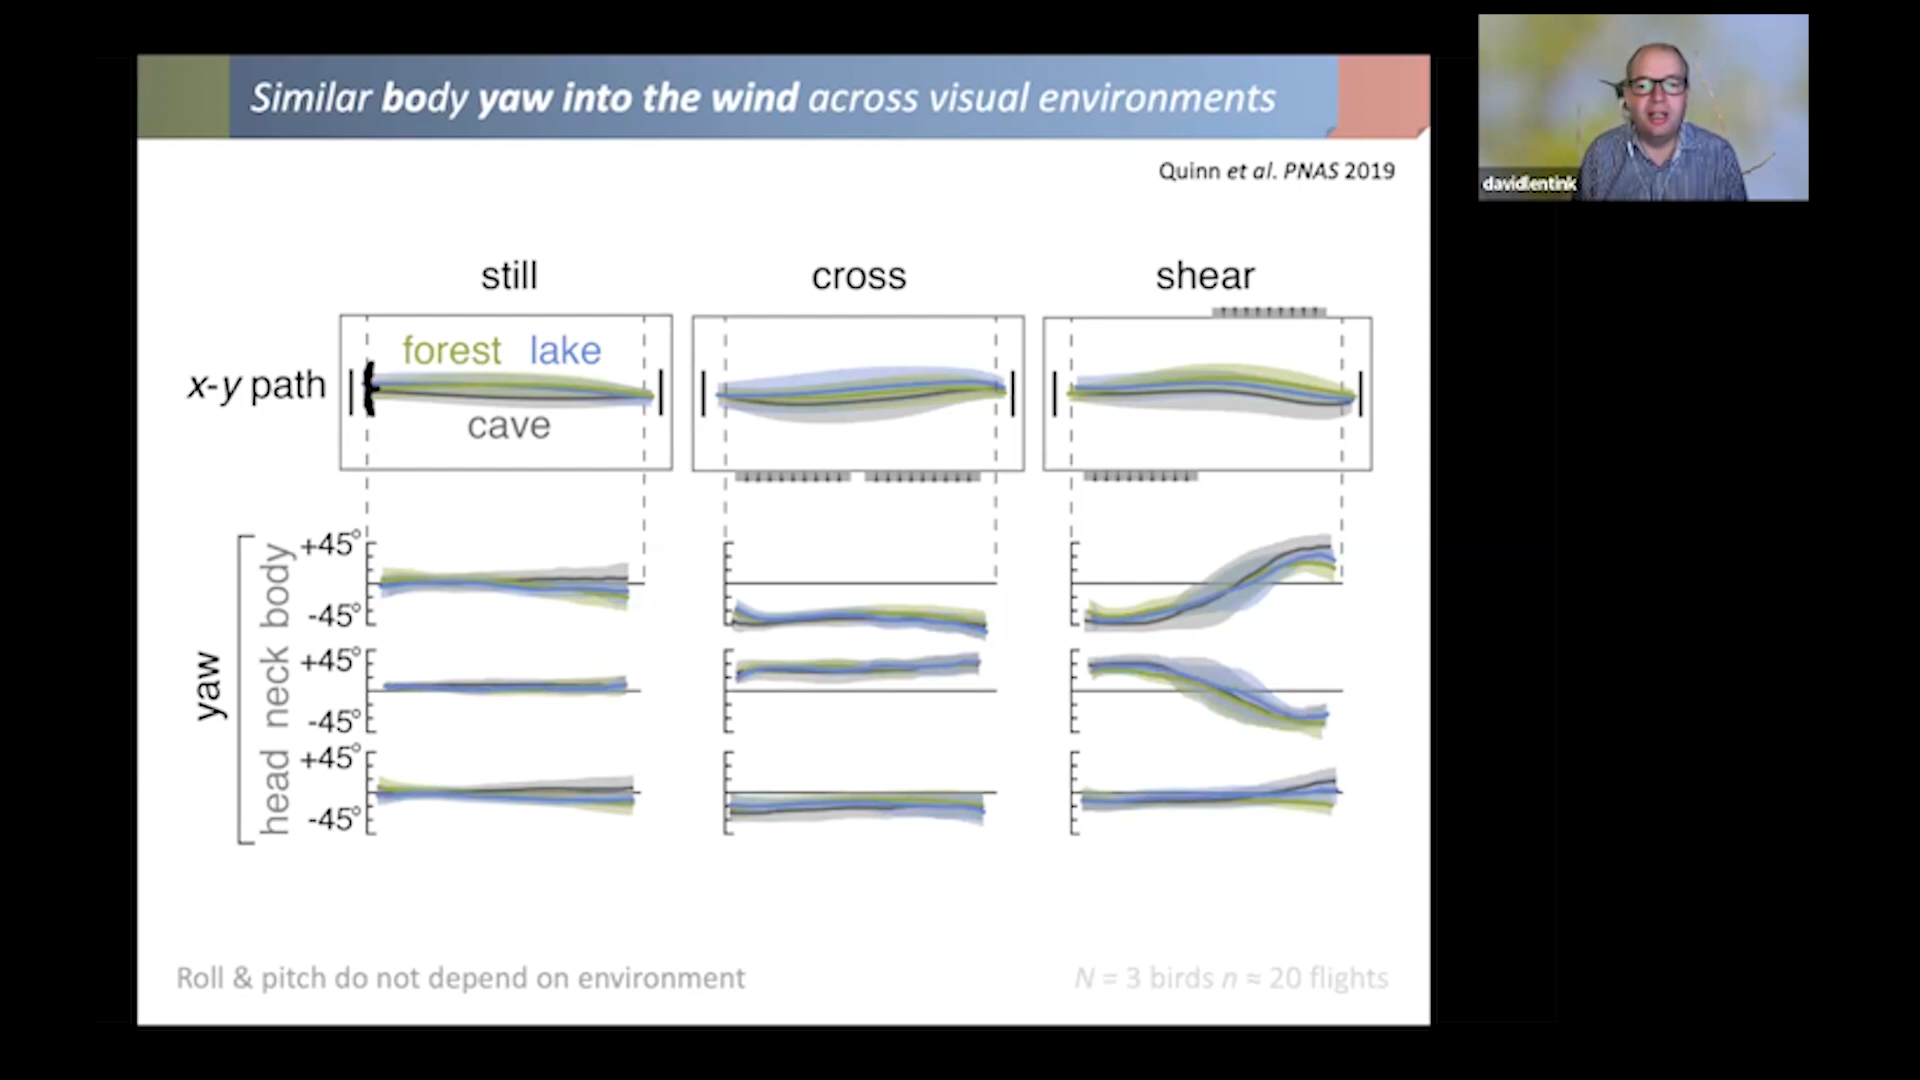 Similar body yaw into the wind across visual environments
davidlentink
Quinn et al. PNAS 2019
still
cross
shear
forest lake
x-y path
cave
yaw
body
neck
head
+45°
-45°
+45°
-45°
+45°
-45°
Roll & pitch do not depend on environment
N = 3 birds n ≈ 20 flights